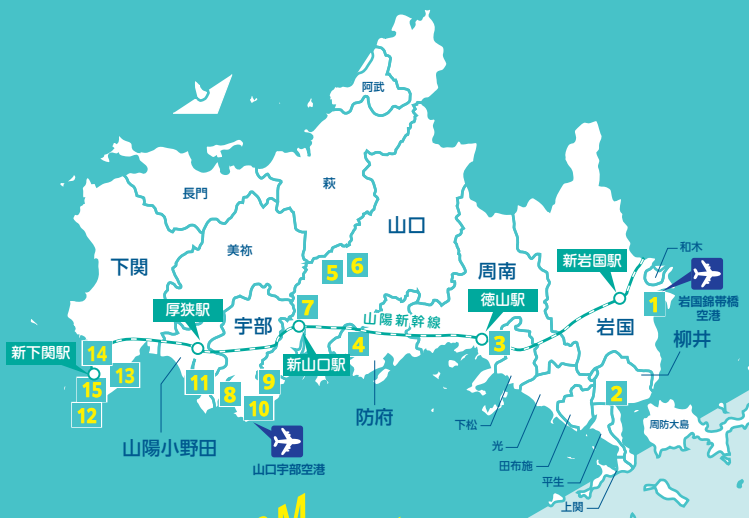 阿武
萩
長門
美祢
下関
山口
周南
宇部
岩国
和木
新岩国駅
徳山駅
厚狭駅
新下関駅
新山口駅
山陽新幹線
岩国錦帯橋
空港
柳井
5
6
7
1
4
3
14
13
15
12
11
8
9
10
2
山陽小野田
防府
山口宇部空港
下松
光
田布施
平生
上関
周防大島